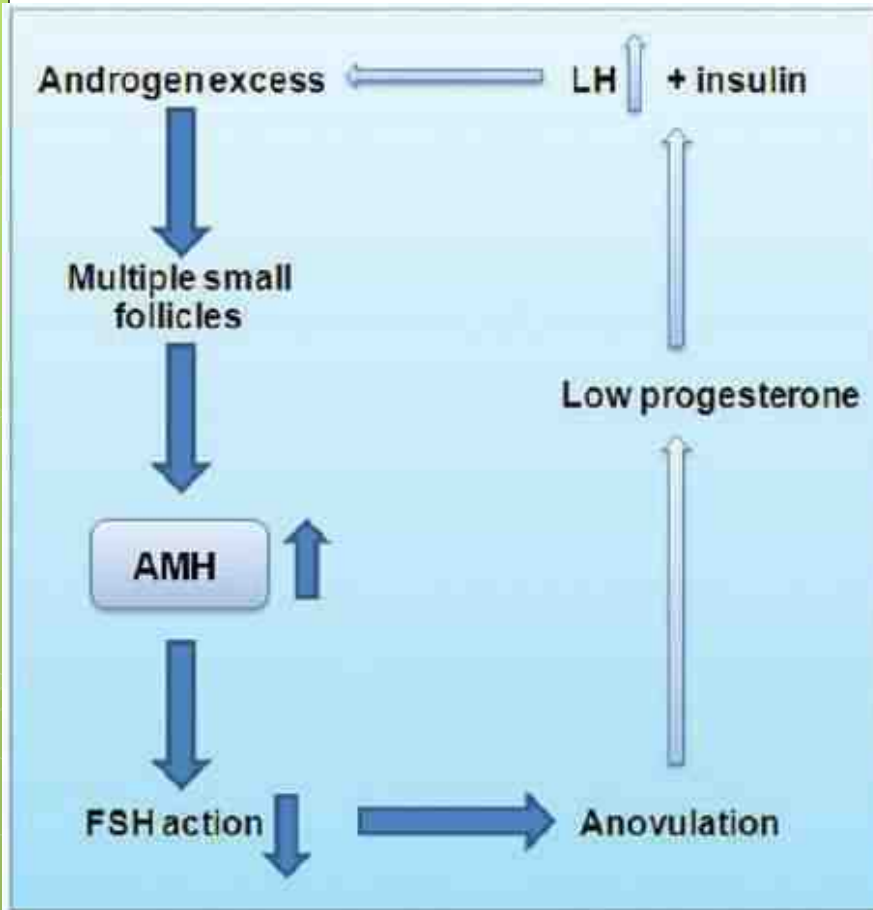 Androgen excess
LH + insulin
Multiple small
follicles
Low progesterone
AMH
FSH action
Anovulation